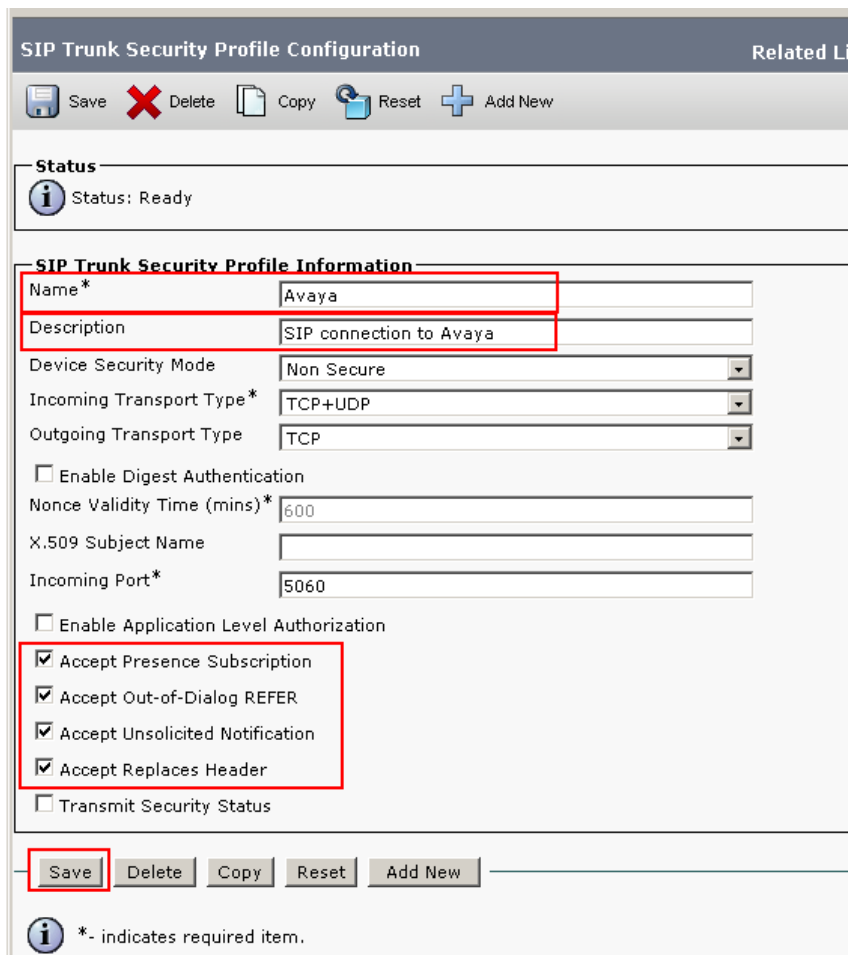 SIP Trunk Security Profile Configuration Related Li
Save Delete Copy Reset Add New
Status
Status: Ready
SIP Trunk Security Profile Information
Name* Avaya
Description SIP connection to Avaya
Device Security Mode Non Secure
Incoming Transport Type* TCP+UDP
Outgoing Transport Type TCP
Enable Digest Authentication
Nonce Validity Time (mins)* 600
X.509 Subject Name
Incoming Port* 5060
Enable Application Level Authorization
Accept Presence Subscription
Accept Out-of-Dialog REFER
Accept Unsolicited Notification
Accept Replaces Header
Transmit Security Status
Save Delete Copy Reset Add New
*- indicates required item.